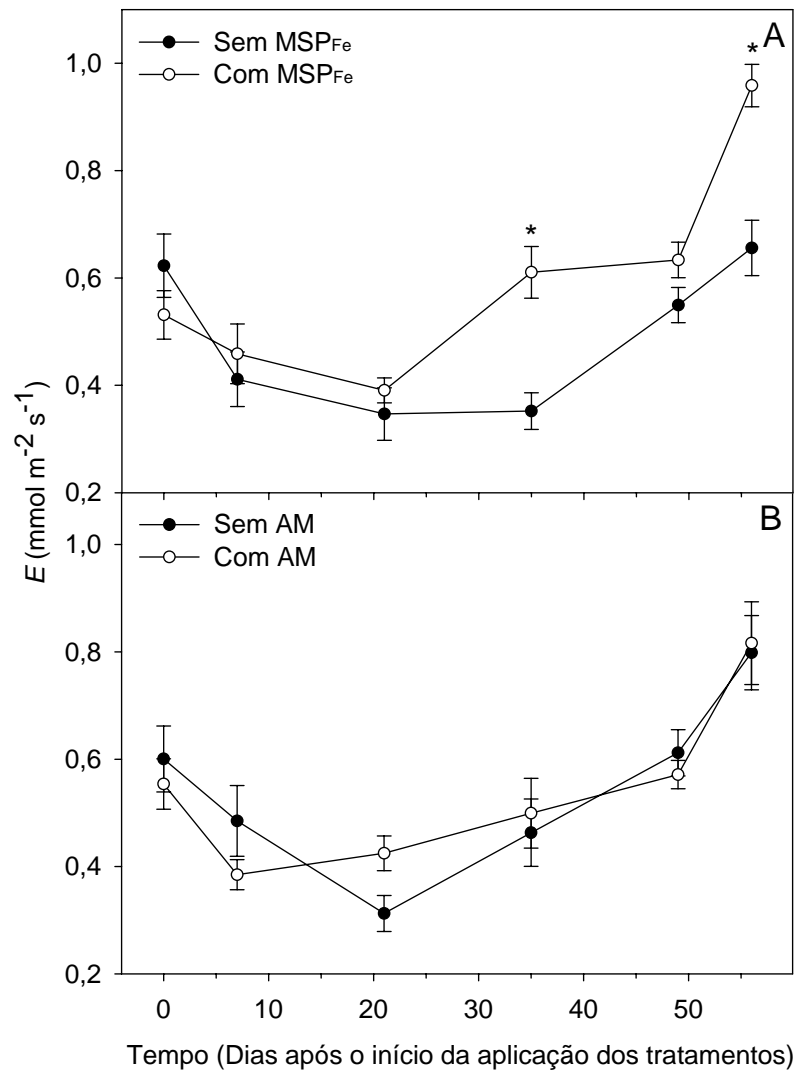 A
Sem MSPFe
Com MSPFe
*
*
1,0
0,8
0,6
0,4
0,2
B
Sem AM
Com AM
1,0
0,8
0,6
0,4
0,2
E (mmol m-2 s-1)
0 10 20 30 40 50
Tempo (Dias após o início da aplicação dos tratamentos)